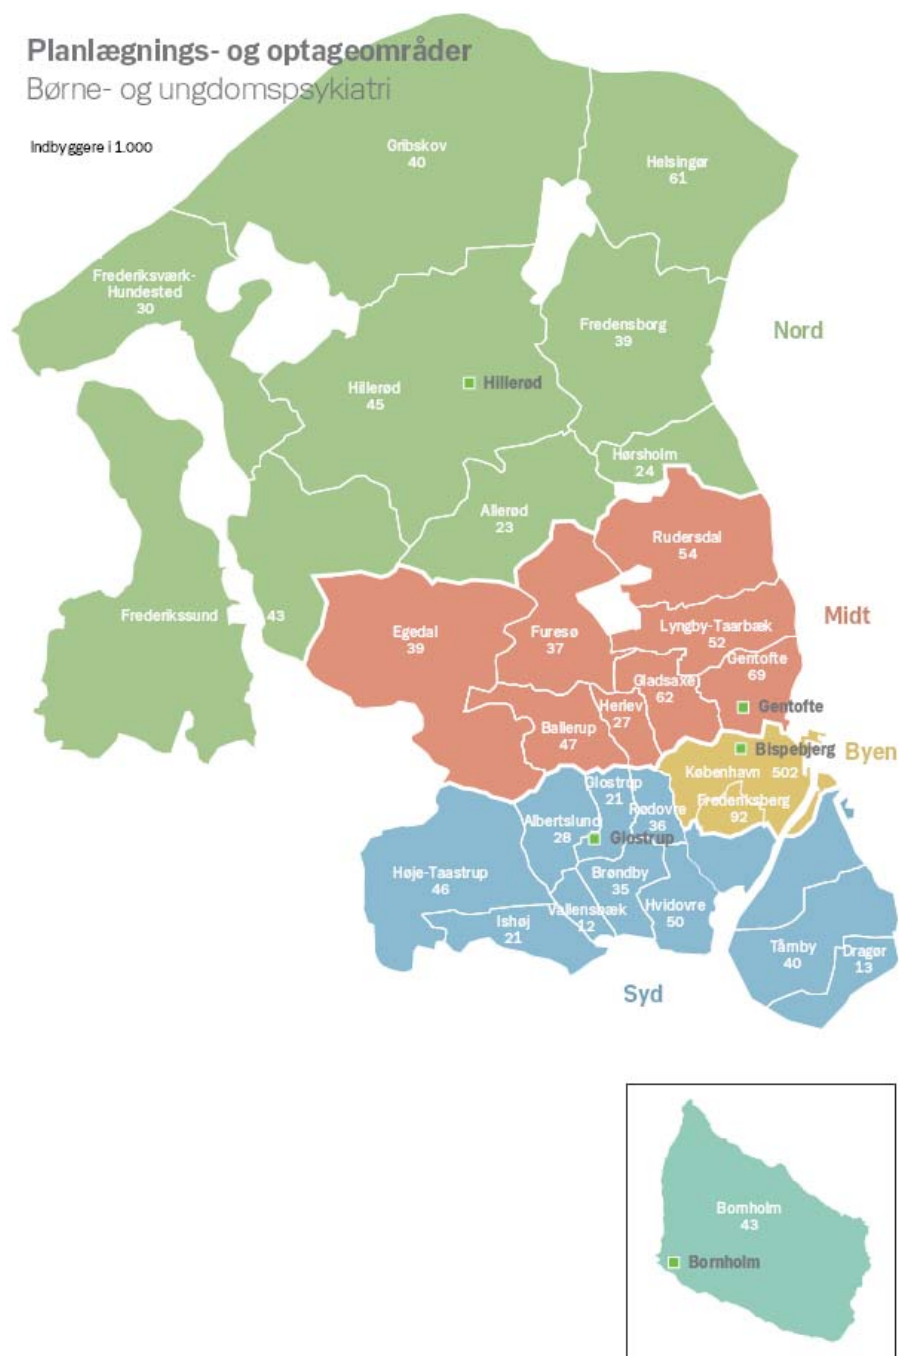 Planlægnings- og optageområder
Børne- og ungdomspsykiatri
Indbyggere i 1.000
Gribskov
40
Helsingør
61
Frederiksværk-
Hundested
30
Fredensborg
39
Nord
Hillerød
45
Hillerød
Hørsholm
24
Allerød
23
Rudersdal
54
Frederikssund 43
Egedal
39
Furesø
37
Midt
Lyngby-Taarbæk
52
Gentofte
69
Gladsaxe
62
Herlev
27
Gentofte
Ballerup
47
Bispebjerg
Byen
København 502
Frederiksberg
92
Glostrup
21
Rødovre
36
Albertslund
28
Glostrup
Høje-Taastrup
46
Brøndby
35
Vallensbæk
12
Hvidovre
50
Ishøj
21
Tårnby
40
Dragør
13
Syd
Bornholm
43
Bornholm